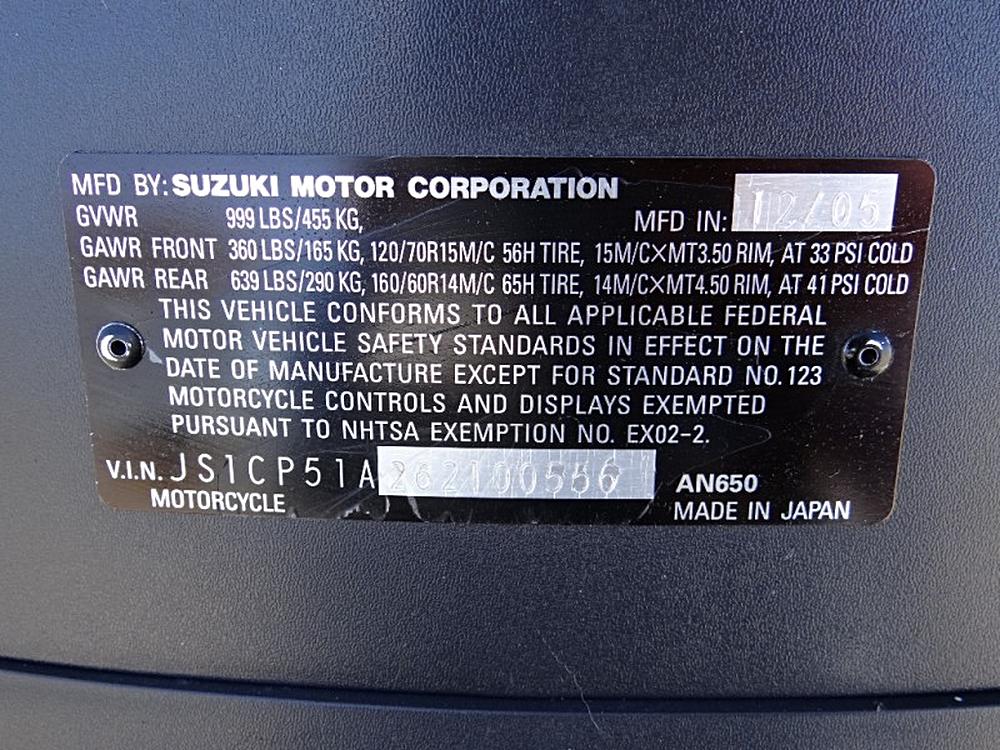 MFD BY: SUZUKI MOTOR CORPORATION
GVWR 999 LBS/455 KG, MFD IN: 12/05
GAWR FRONT 360 LBS/165 KG, 120/70R15M/C 56H TIRE, 15M/C×MT3.50 RIM, AT 33 PSI COLD
GAWR REAR 639 LBS/290 KG, 160/60R14M/C 65H TIRE, 14M/C×MT4.50 RIM, AT 41 PSI COLD
THIS VEHICLE CONFORMS TO ALL APPLICABLE FEDERAL
MOTOR VEHICLE SAFETY STANDARDS IN EFFECT ON THE
DATE OF MANUFACTURE EXCEPT FOR STANDARD NO. 123
MOTORCYCLE CONTROLS AND DISPLAYS EXEMPTED
PURSUANT TO NHTSA EXEMPTION NO. EX02-2.
V.I.N. JS1CP51A262100556 AN650
MOTORCYCLE MADE IN JAPAN